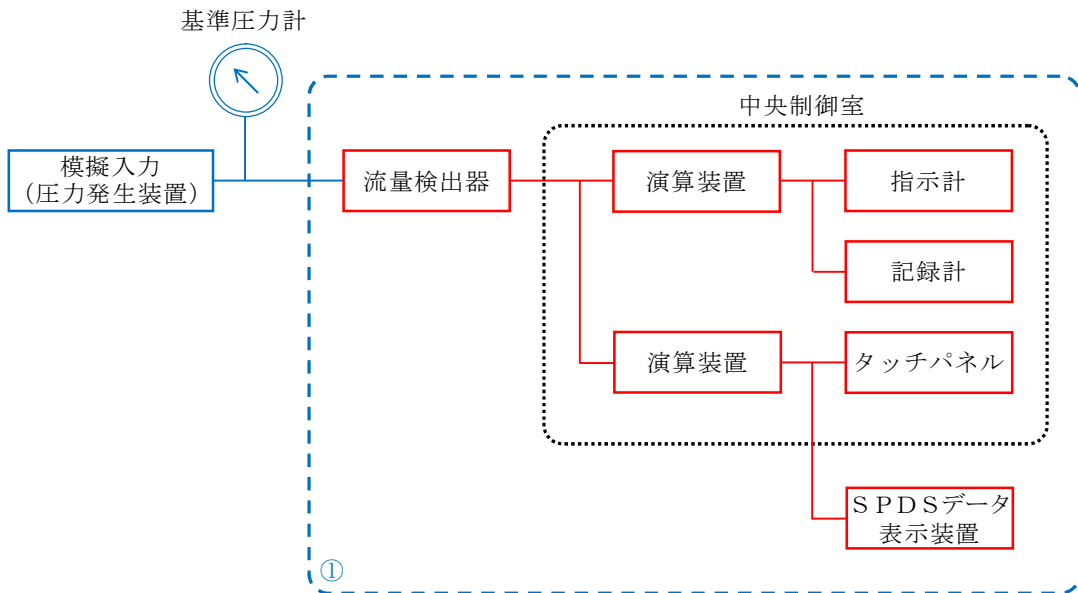 基準圧力計
中央制御室
模擬入力
（圧力発生装置）
流量検出器
演算装置
指示計
記録計
演算装置
タッチパネル
ＳＰＤＳデータ
表示装置
①